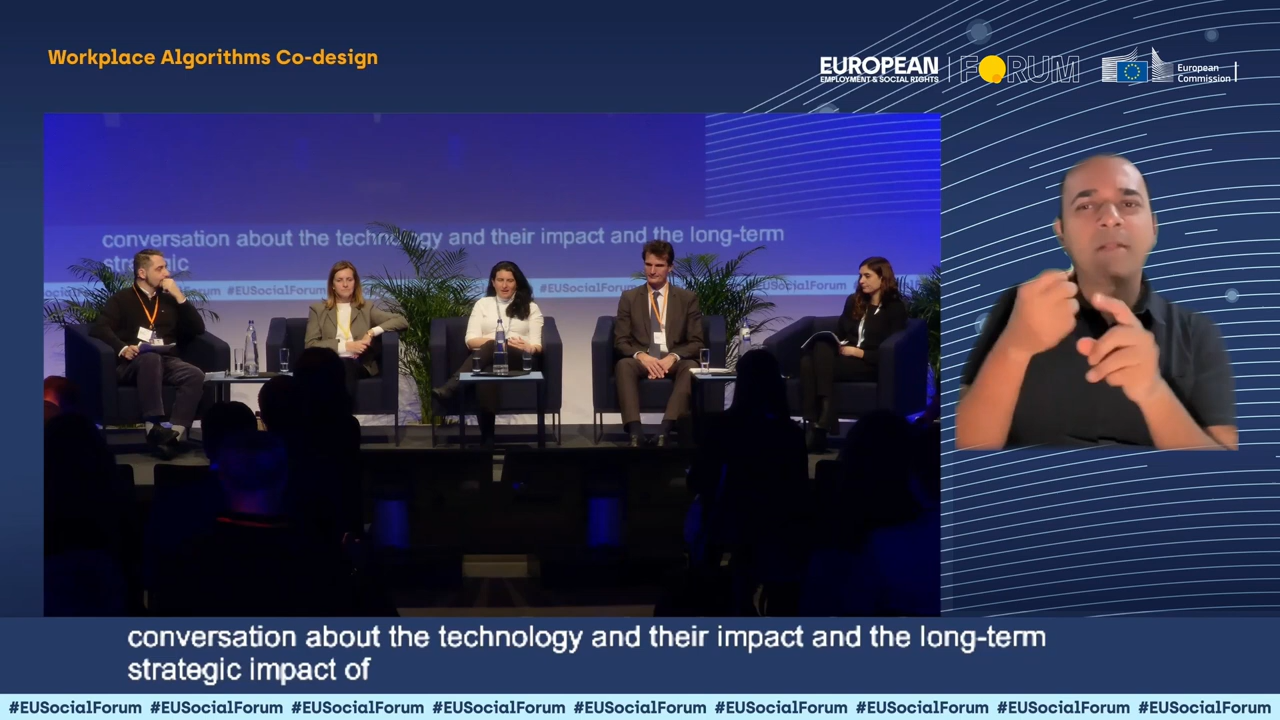 Workplace Algorithms Co-design
EUROPEAN
EMPLOYMENT & SOCIAL RIGHTS
FORUM
European
Commission
conversation about the technology and their impact and the long-term
strategic
#EUSocialForum #EUSocialForum #EUSocialForum
conversation about the technology and their impact and the long-term
strategic impact of
#EUSocialForum #EUSocialForum #EUSocialForum #EUSocialForum #EUSocialForum #EUSocialForum #EUSocialForum #EUSocialForum #EUSocialForum